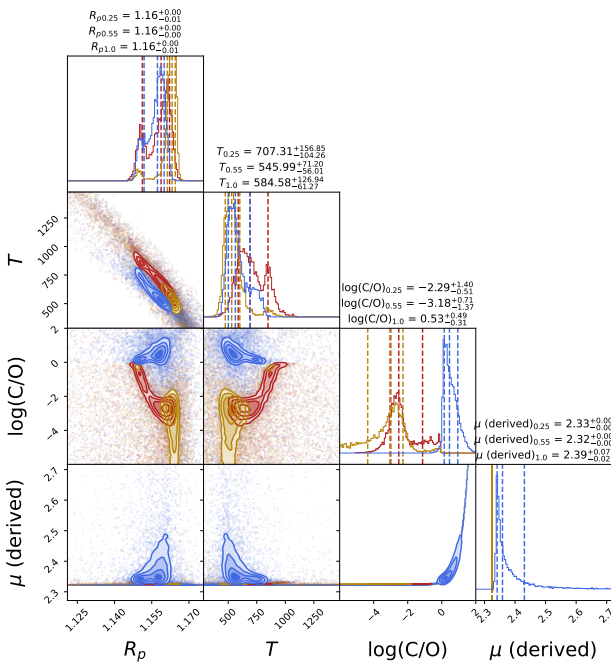 R_p0.25 = 1.16 +0.00 −0.01
R_p0.55 = 1.16 +0.00 −0.00
R_p1.0 = 1.16 +0.00 −0.01
T_0.25 = 707.31 +156.85 −104.26
T_0.55 = 545.99 +71.20 −56.01
T_1.0 = 584.58 +126.94 −61.27
log(C/O)_0.25 = −2.29 +1.40 −0.51
log(C/O)_0.55 = −3.18 +0.71 −1.37
log(C/O)_1.0 = 0.53 +0.49 −0.31
μ (derived)_0.25 = 2.33 +0.00 −0.00
μ (derived)_0.55 = 2.32 +0.00 −0.00
μ (derived)_1.0 = 2.39 +0.07 −0.02
T
1250
1000
750
500
log(C/O)
2
0
−2
−4
μ (derived)
2.7
2.6
2.5
2.4
2.3
1.125 1.140 1.155 1.170
500 750 1000 1250
−4 −2 0 2
2.3 2.4 2.5 2.6
R_p
T
log(C/O)
μ (derived)